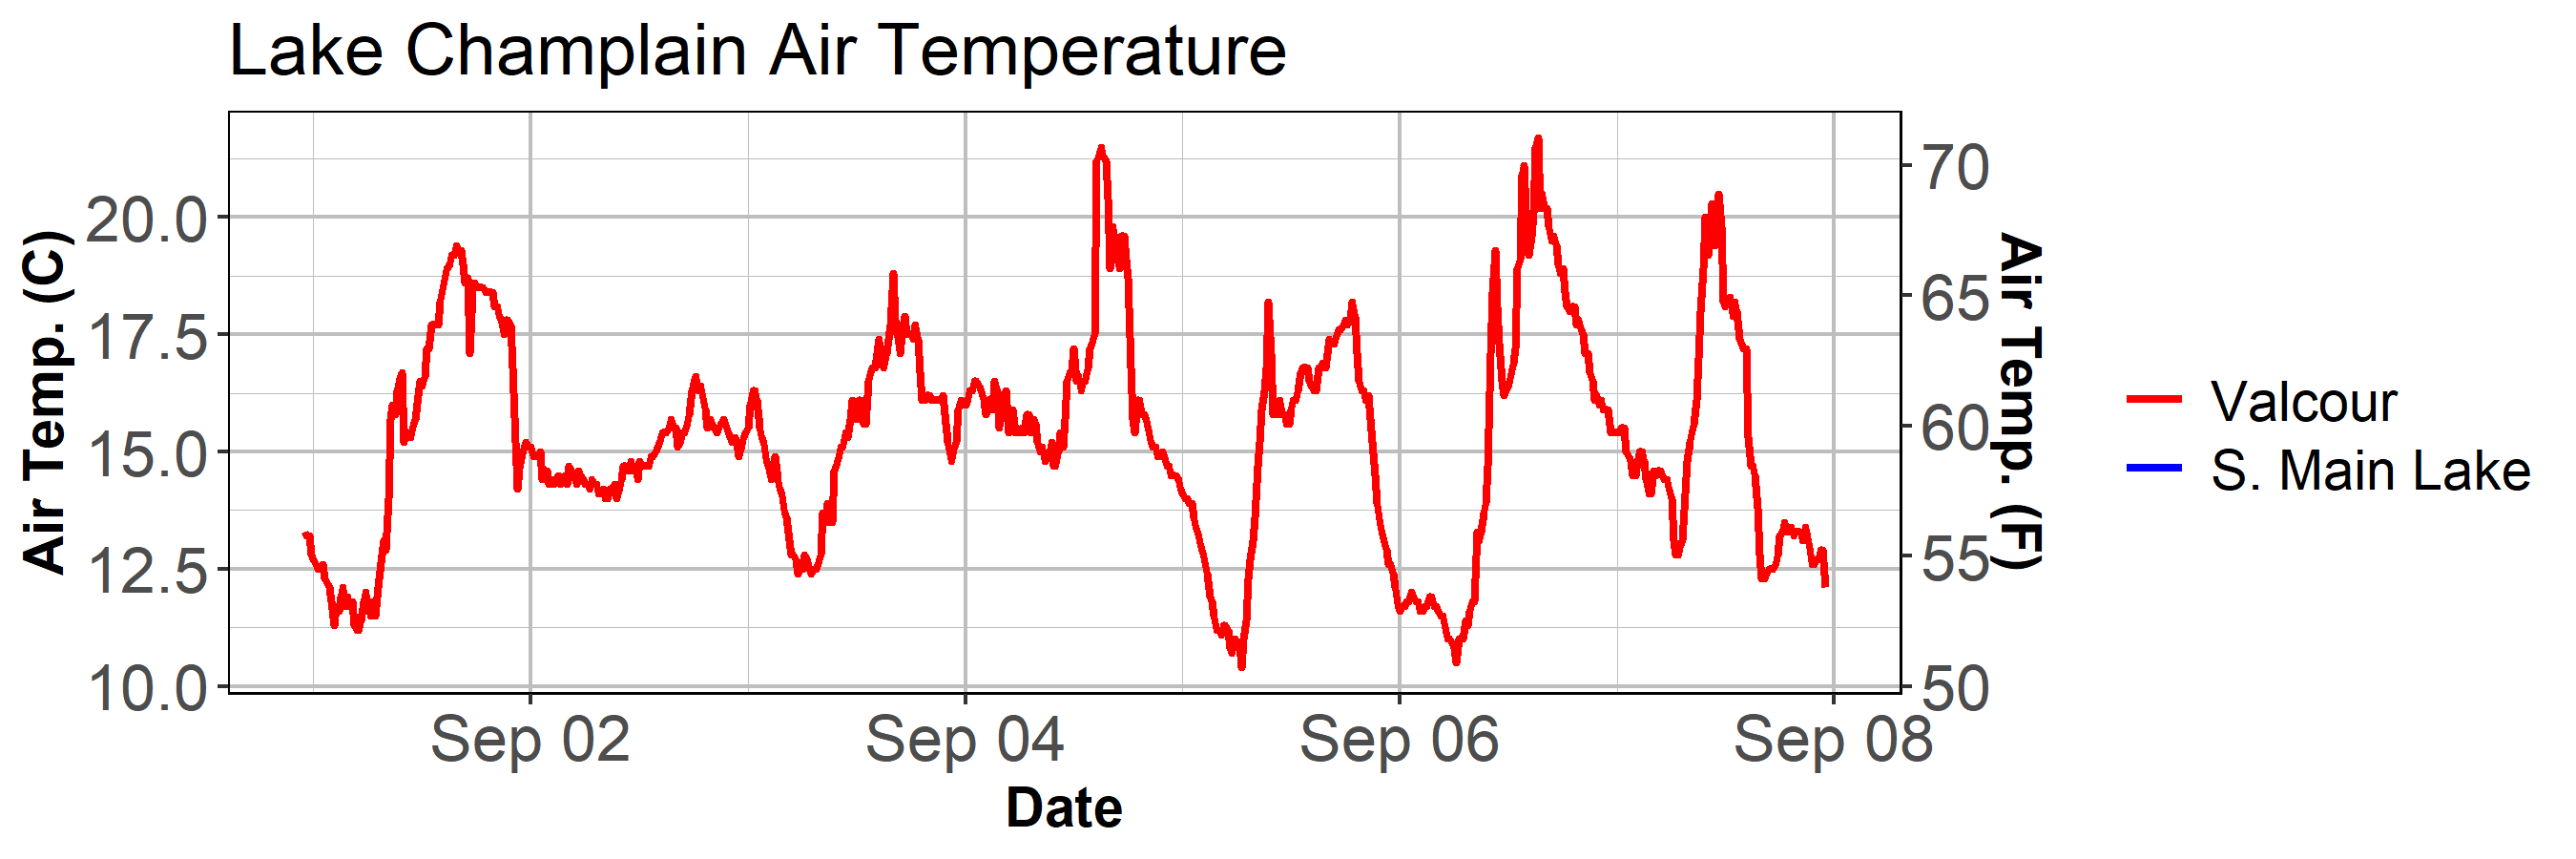 Lake Champlain Air Temperature
Air Temp. (C)
20.0
17.5
15.0
12.5
10.0
70
65
60
55
50
Air Temp. (F)
Sep 02
Sep 04
Sep 06
Sep 08
Date
Valcour
S. Main Lake